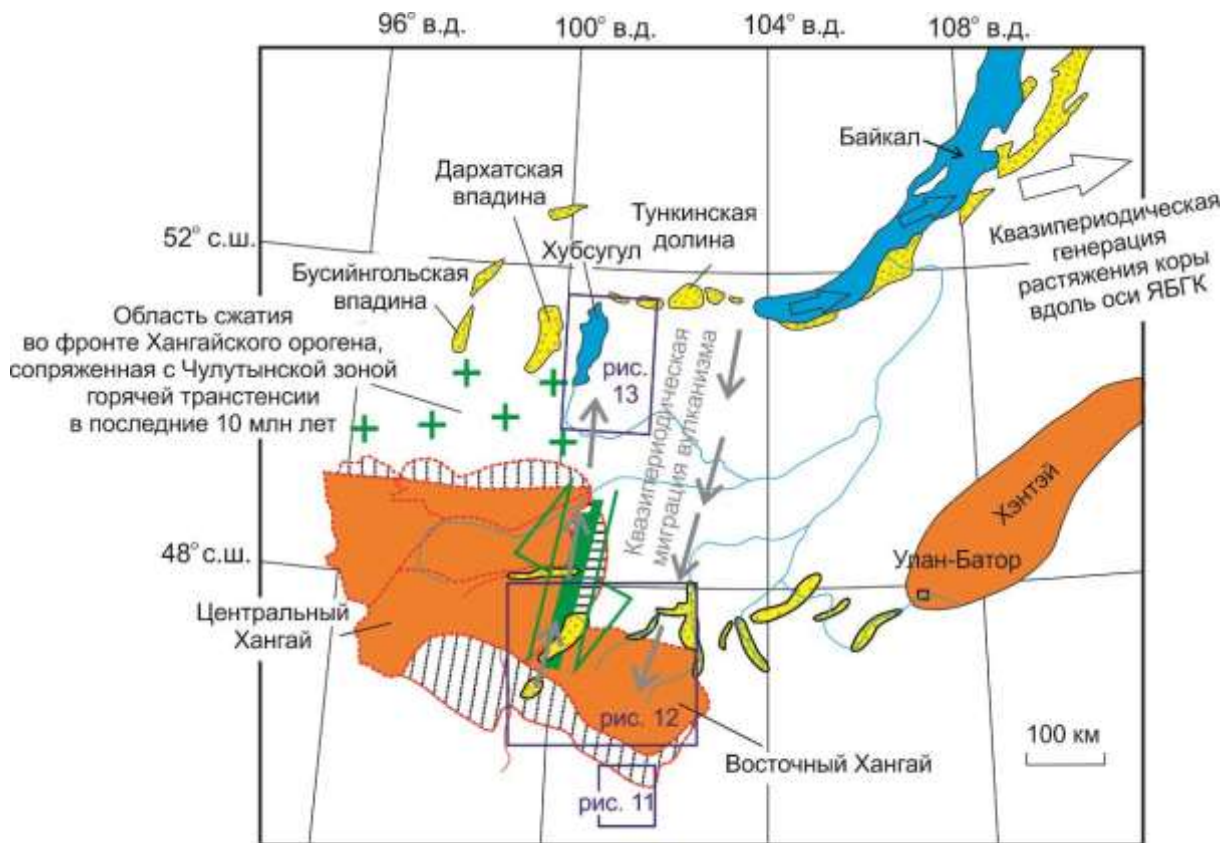 96° в.д.
100° в.д.
104° в.д.
108° в.д.
Байкал
Дархатская
впадина
Тункинская
долина
52° с.ш.
Хубсугул
Бусийнгольская
впадина
Квазипериодическая
генерация
растяжения коры
вдоль оси ЯБГК
Область сжатия
во фронте Хангайского орогена,
сопряженная с Чулутынской зоной
горячей транстенсии
в последние 10 млн лет
рис.
13
Квазипериодическая
миграция вулканизма
Хэнтэй
48° с.ш.
Улан-Батор
Центральный
Хангай
рис. 12
100 км
Восточный Хангай
рис. 11